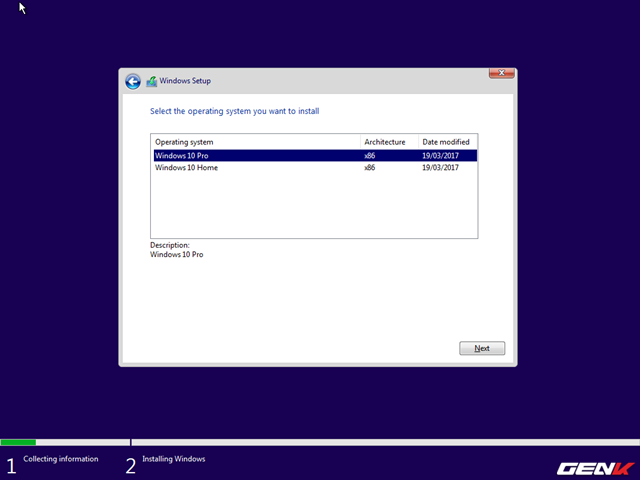 Windows Setup
Select the operating system you want to install
Operating system Architecture Date modified
Windows 10 Pro x86 19/03/2017
Windows 10 Home x86 19/03/2017
Description:
Windows 10 Pro
Next
1 Collecting information 2 Installing Windows
GENK